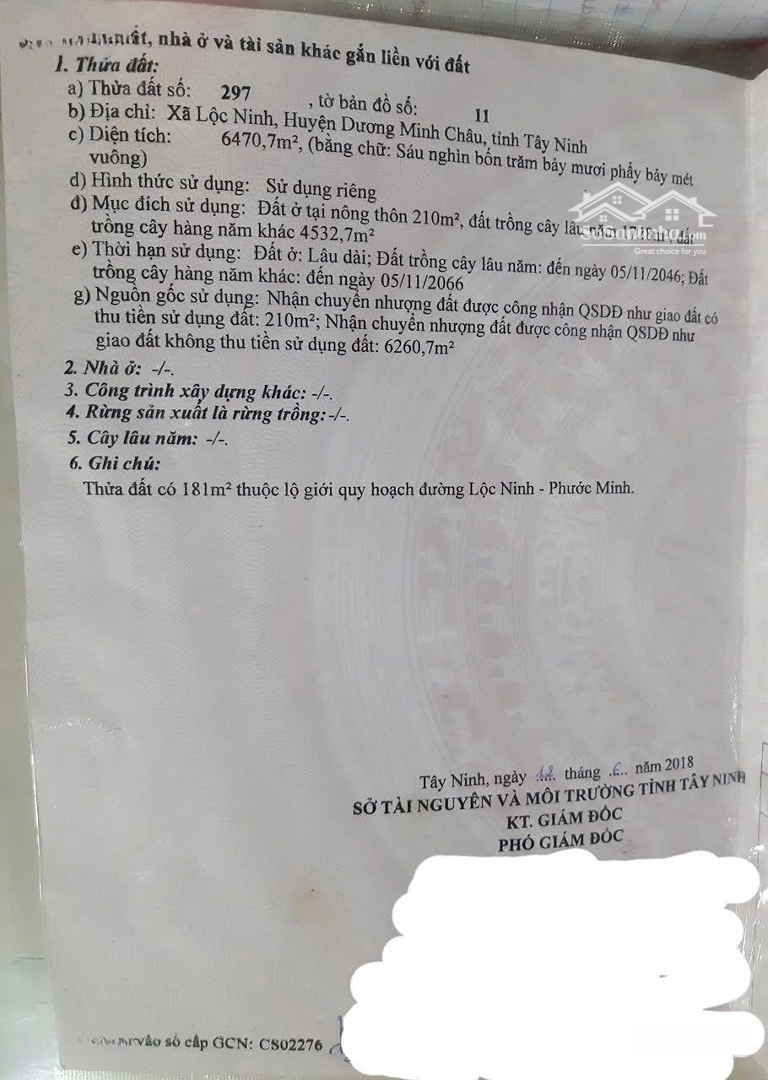 đất, nhà ở và tài sản khác gắn liền với đất
1. Thửa đất:
a) Thửa đất số: 297 , tờ bản đồ số: 11
b) Địa chỉ: Xã Lộc Ninh, Huyện Dương Minh Châu, tỉnh Tây Ninh
c) Diện tích: 6470,7m², (bằng chữ: Sáu nghìn bốn trăm bảy mươi phẩy bảy mét
vuông)
d) Hình thức sử dụng: Sử dụng riêng
đ) Mục đích sử dụng: Đất ở tại nông thôn 210m², đất trồng cây lâu năm 1728m², đất
trồng cây hàng năm khác 4532,7m²
e) Thời hạn sử dụng: Đất ở: Lâu dài; Đất trồng cây lâu năm: đến ngày 05/11/2046; Đất
trồng cây hàng năm khác: đến ngày 05/11/2066
g) Nguồn gốc sử dụng: Nhận chuyển nhượng đất được công nhận QSDĐ như giao đất có
thu tiền sử dụng đất: 210m²; Nhận chuyển nhượng đất được công nhận QSDĐ như
giao đất không thu tiền sử dụng đất: 6260,7m²
2. Nhà ở: -/-.
3. Công trình xây dựng khác: -/-.
4. Rừng sản xuất là rừng trồng: -/-.
5. Cây lâu năm: -/-.
6. Ghi chú:
Thửa đất có 181m² thuộc lộ giới quy hoạch đường Lộc Ninh - Phước Minh.
Great choice for you
Tây Ninh, ngày tháng 6 năm 2018
SỞ TÀI NGUYÊN VÀ MÔI TRƯỜNG TỈNH TÂY NINH
KT. GIÁM ĐỐC
PHÓ GIÁM ĐỐC
vào sổ cấp GCN: CS02276